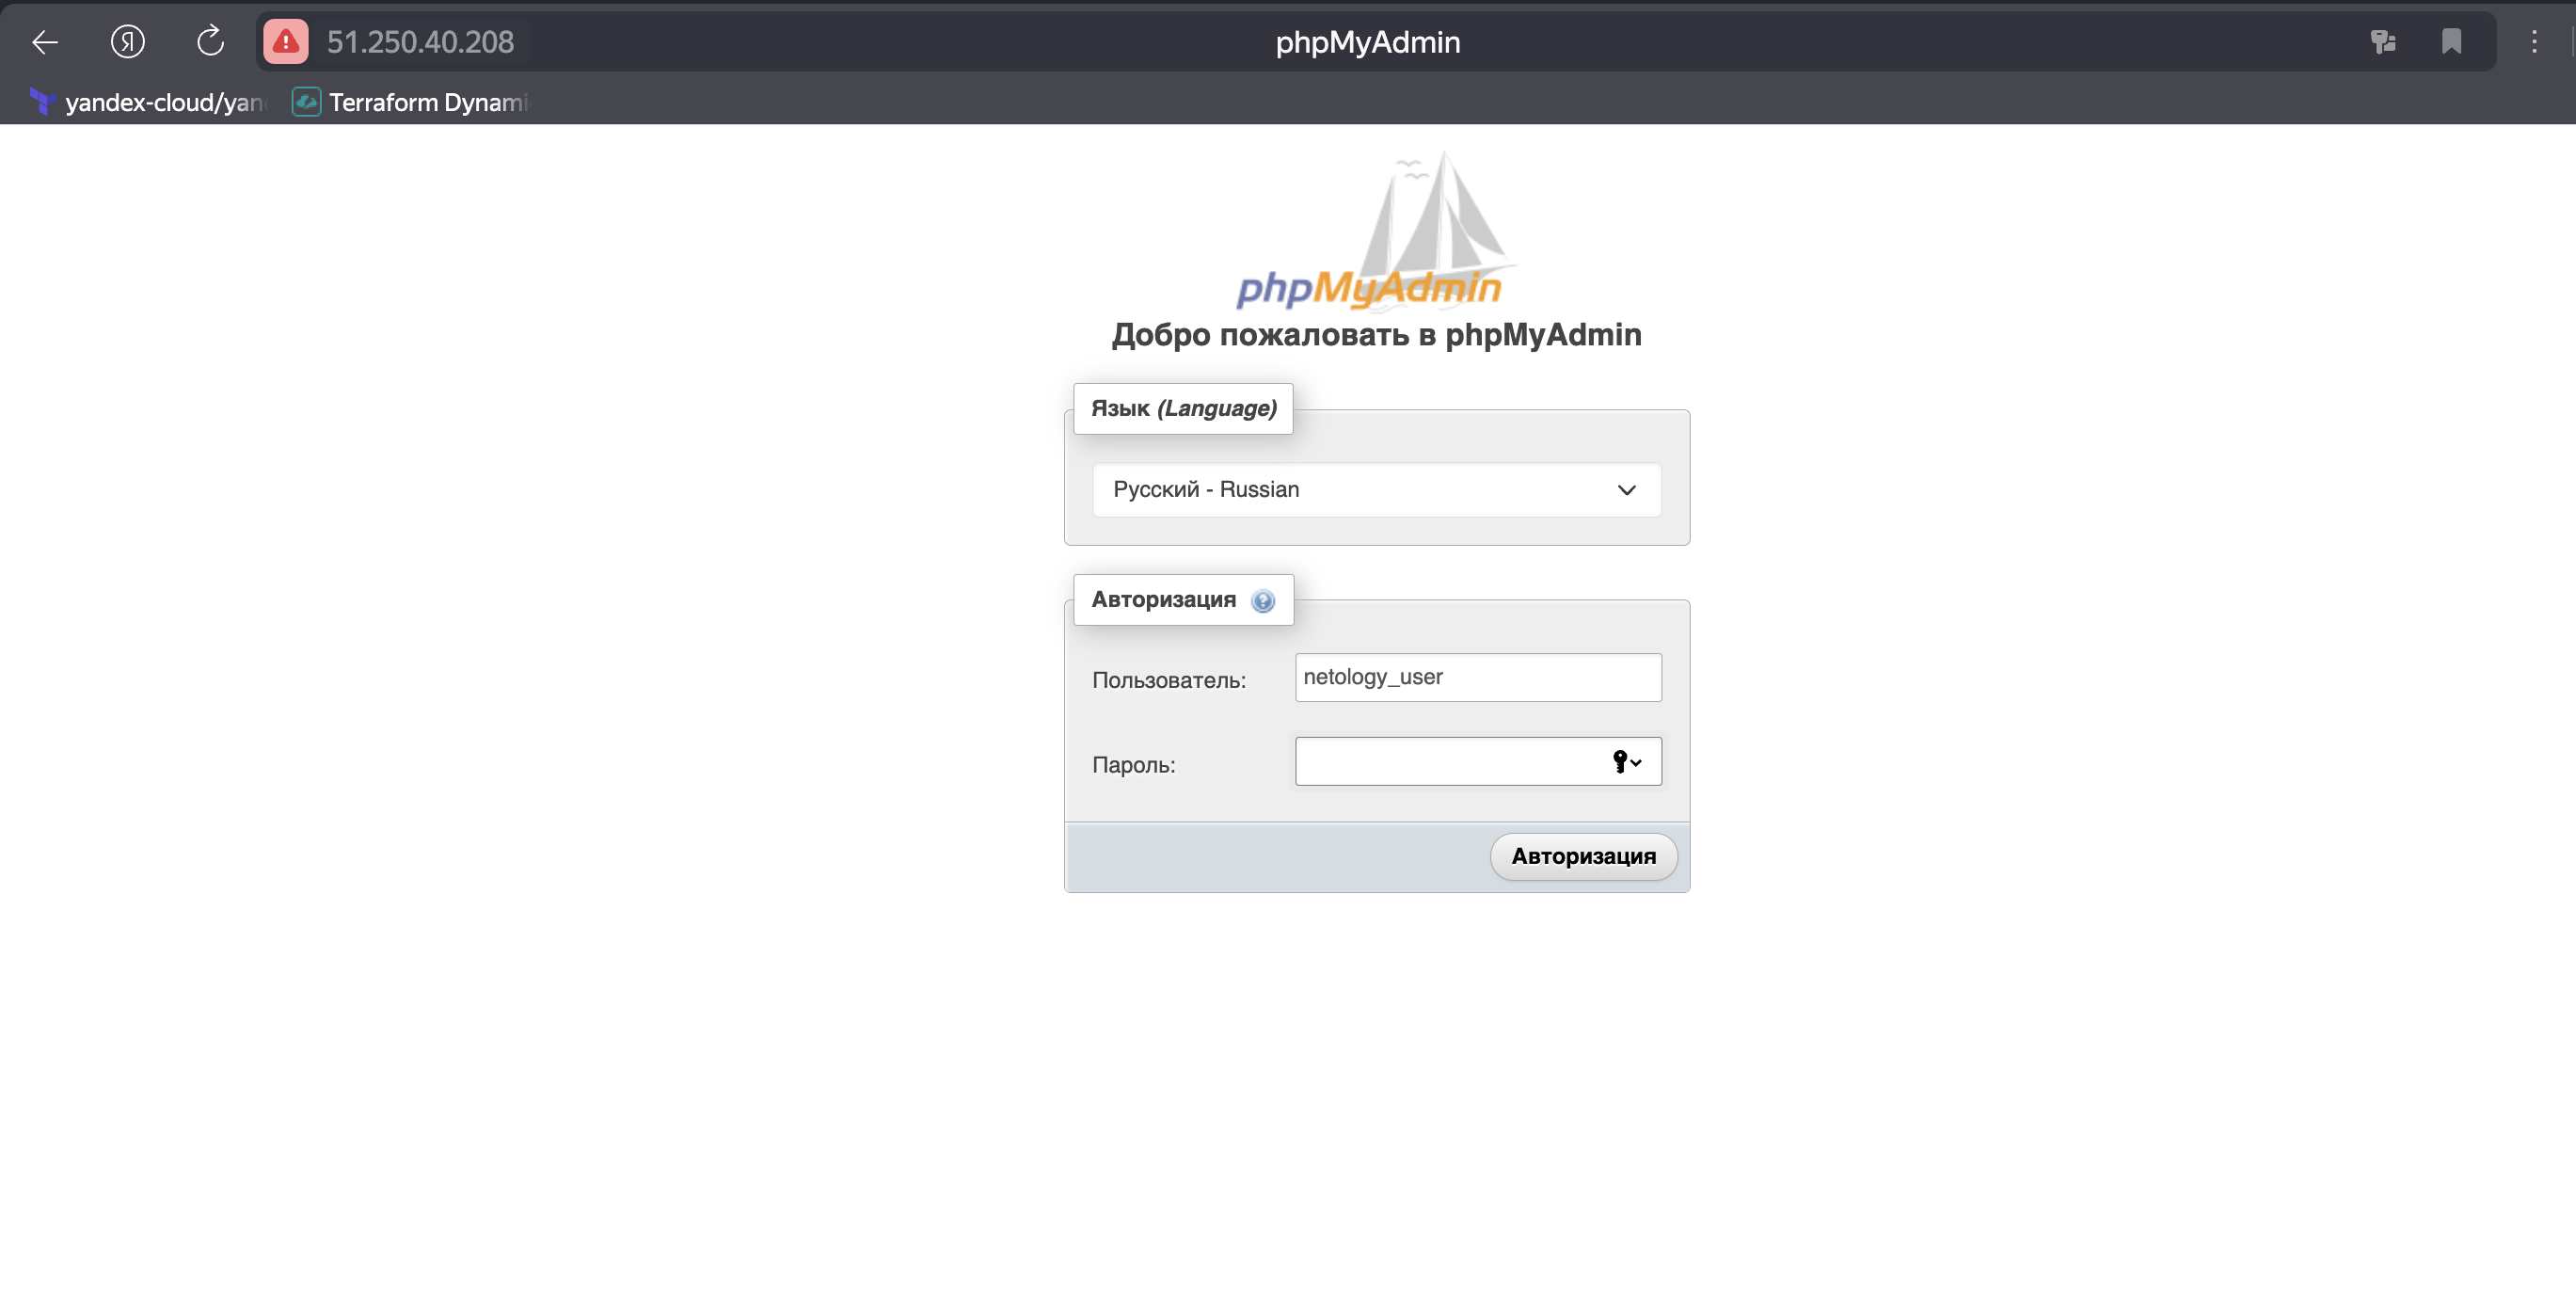 51.250.40.208
phpMyAdmin
yandex-cloud/yan
Terraform Dynami
phpMyAdmin
Добро пожаловать в phpMyAdmin
Язык (Language)
Русский - Russian
Авторизация
Пользователь:
netology_user
Пароль:
Авторизация